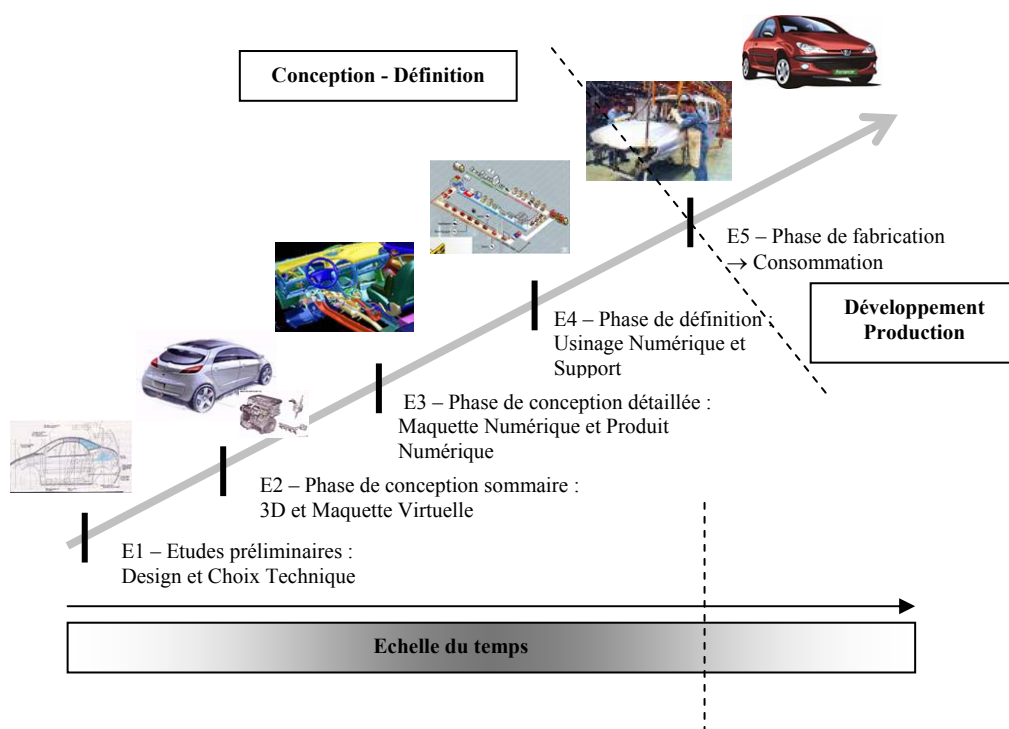 Conception - Définition
E5 – Phase de fabrication
→ Consommation
Développement
Production
E4 – Phase de définition :
Usinage Numérique et
Support
E3 – Phase de conception détaillée :
Maquette Numérique et Produit
Numérique
E2 – Phase de conception sommaire :
3D et Maquette Virtuelle
E1 – Etudes préliminaires :
Design et Choix Technique
Echelle du temps